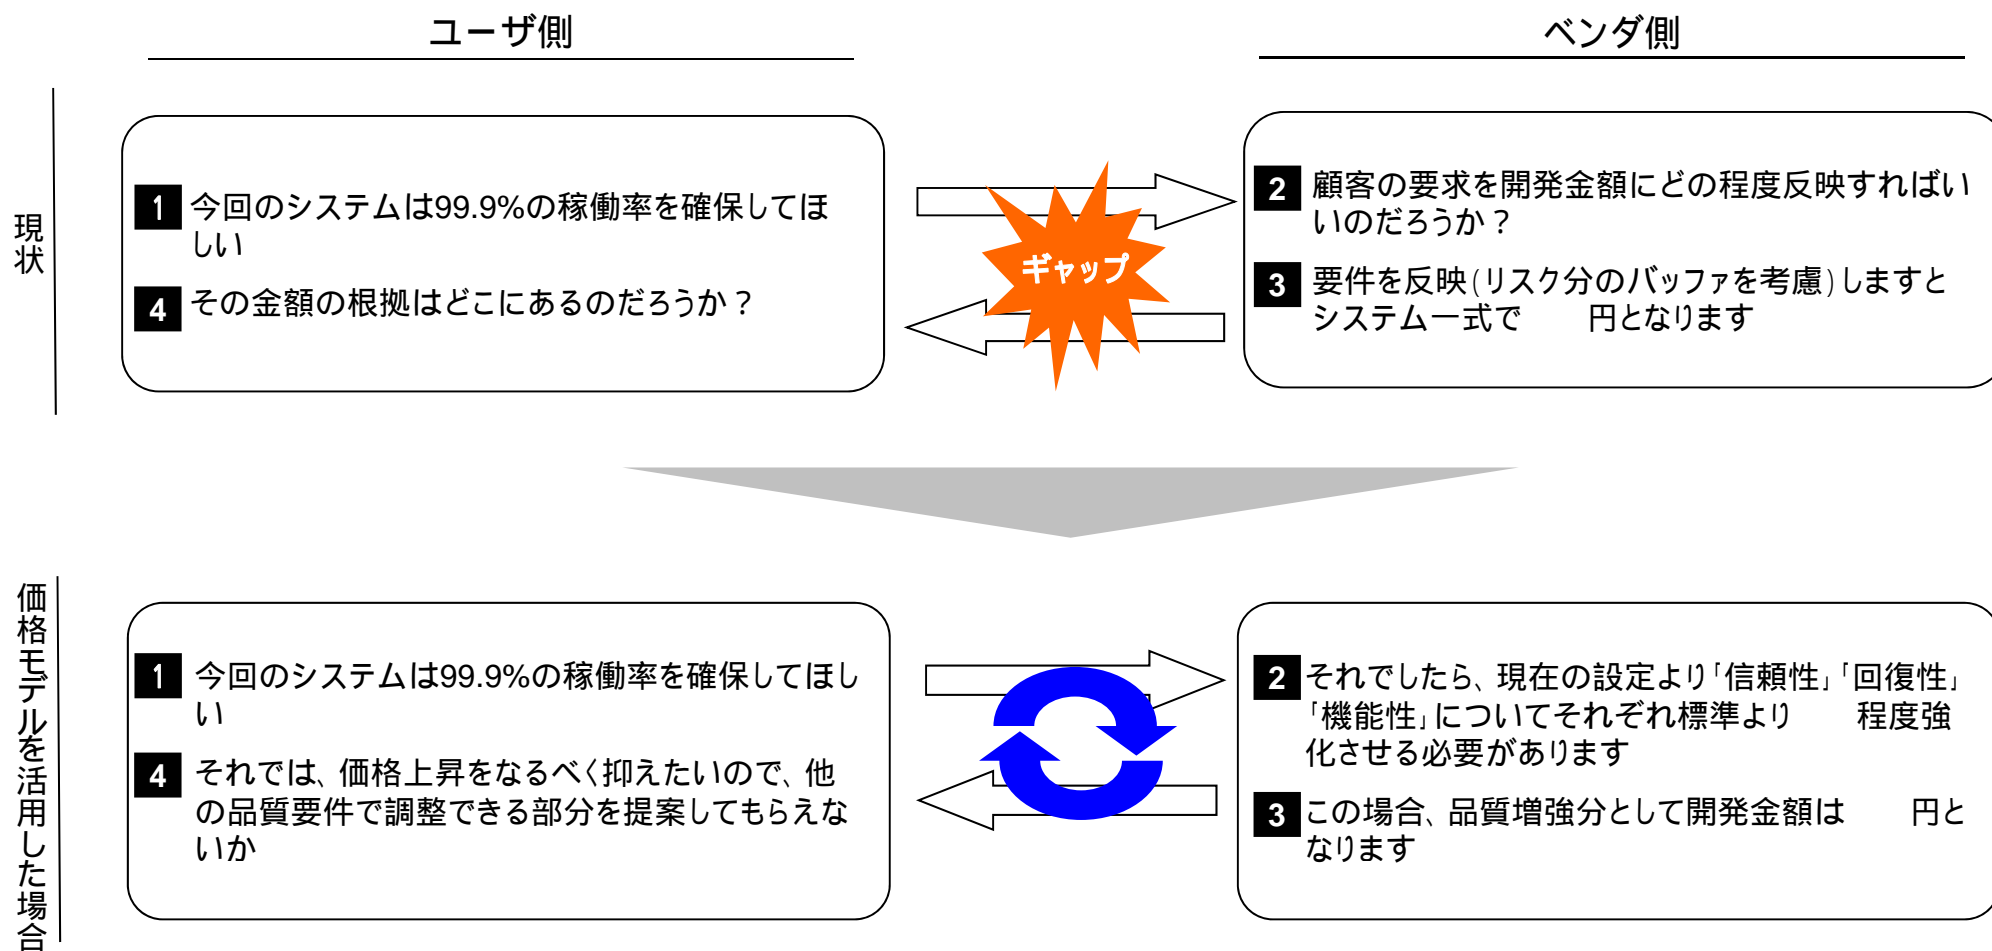 ユーザ側
ベンダ側
現状
1 今回のシステムは99.9%の稼働率を確保してほ
しい
4 その金額の根拠はどこにあるのだろうか？
ギャップ
2 顧客の要求を開発金額にどの程度反映すればい
いのだろうか？
3 要件を反映(リスク分のバッファを考慮)しますと
システム一式で　　円となります
価格モデルを活用した場合
1 今回のシステムは99.9%の稼働率を確保してほし
い
4 それでは、価格上昇をなるべく抑えたいので、他
の品質要件で調整できる部分を提案してもらえな
いか
2 それでしたら、現在の設定より「信頼性」「回復性」
「機能性」についてそれぞれ標準より　　程度強
化させる必要があります
3 この場合、品質増強分として開発金額は　　円と
なります